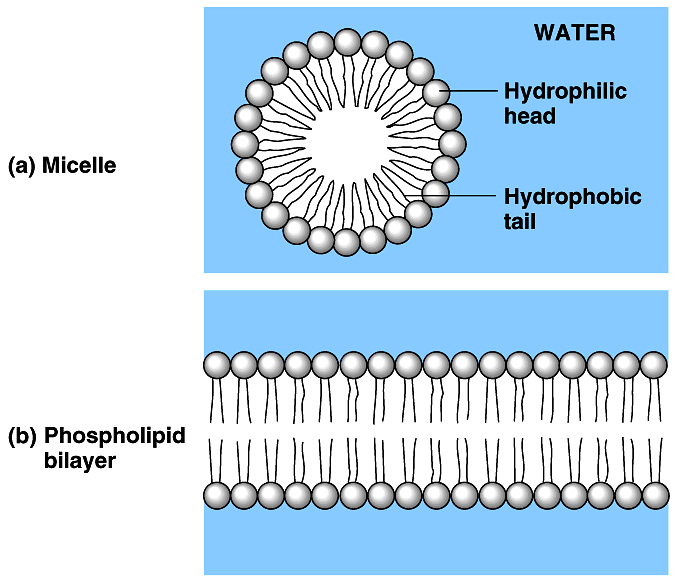 WATER
Hydrophilic
head
(a) Micelle
Hydrophobic
tail
(b) Phospholipid
bilayer